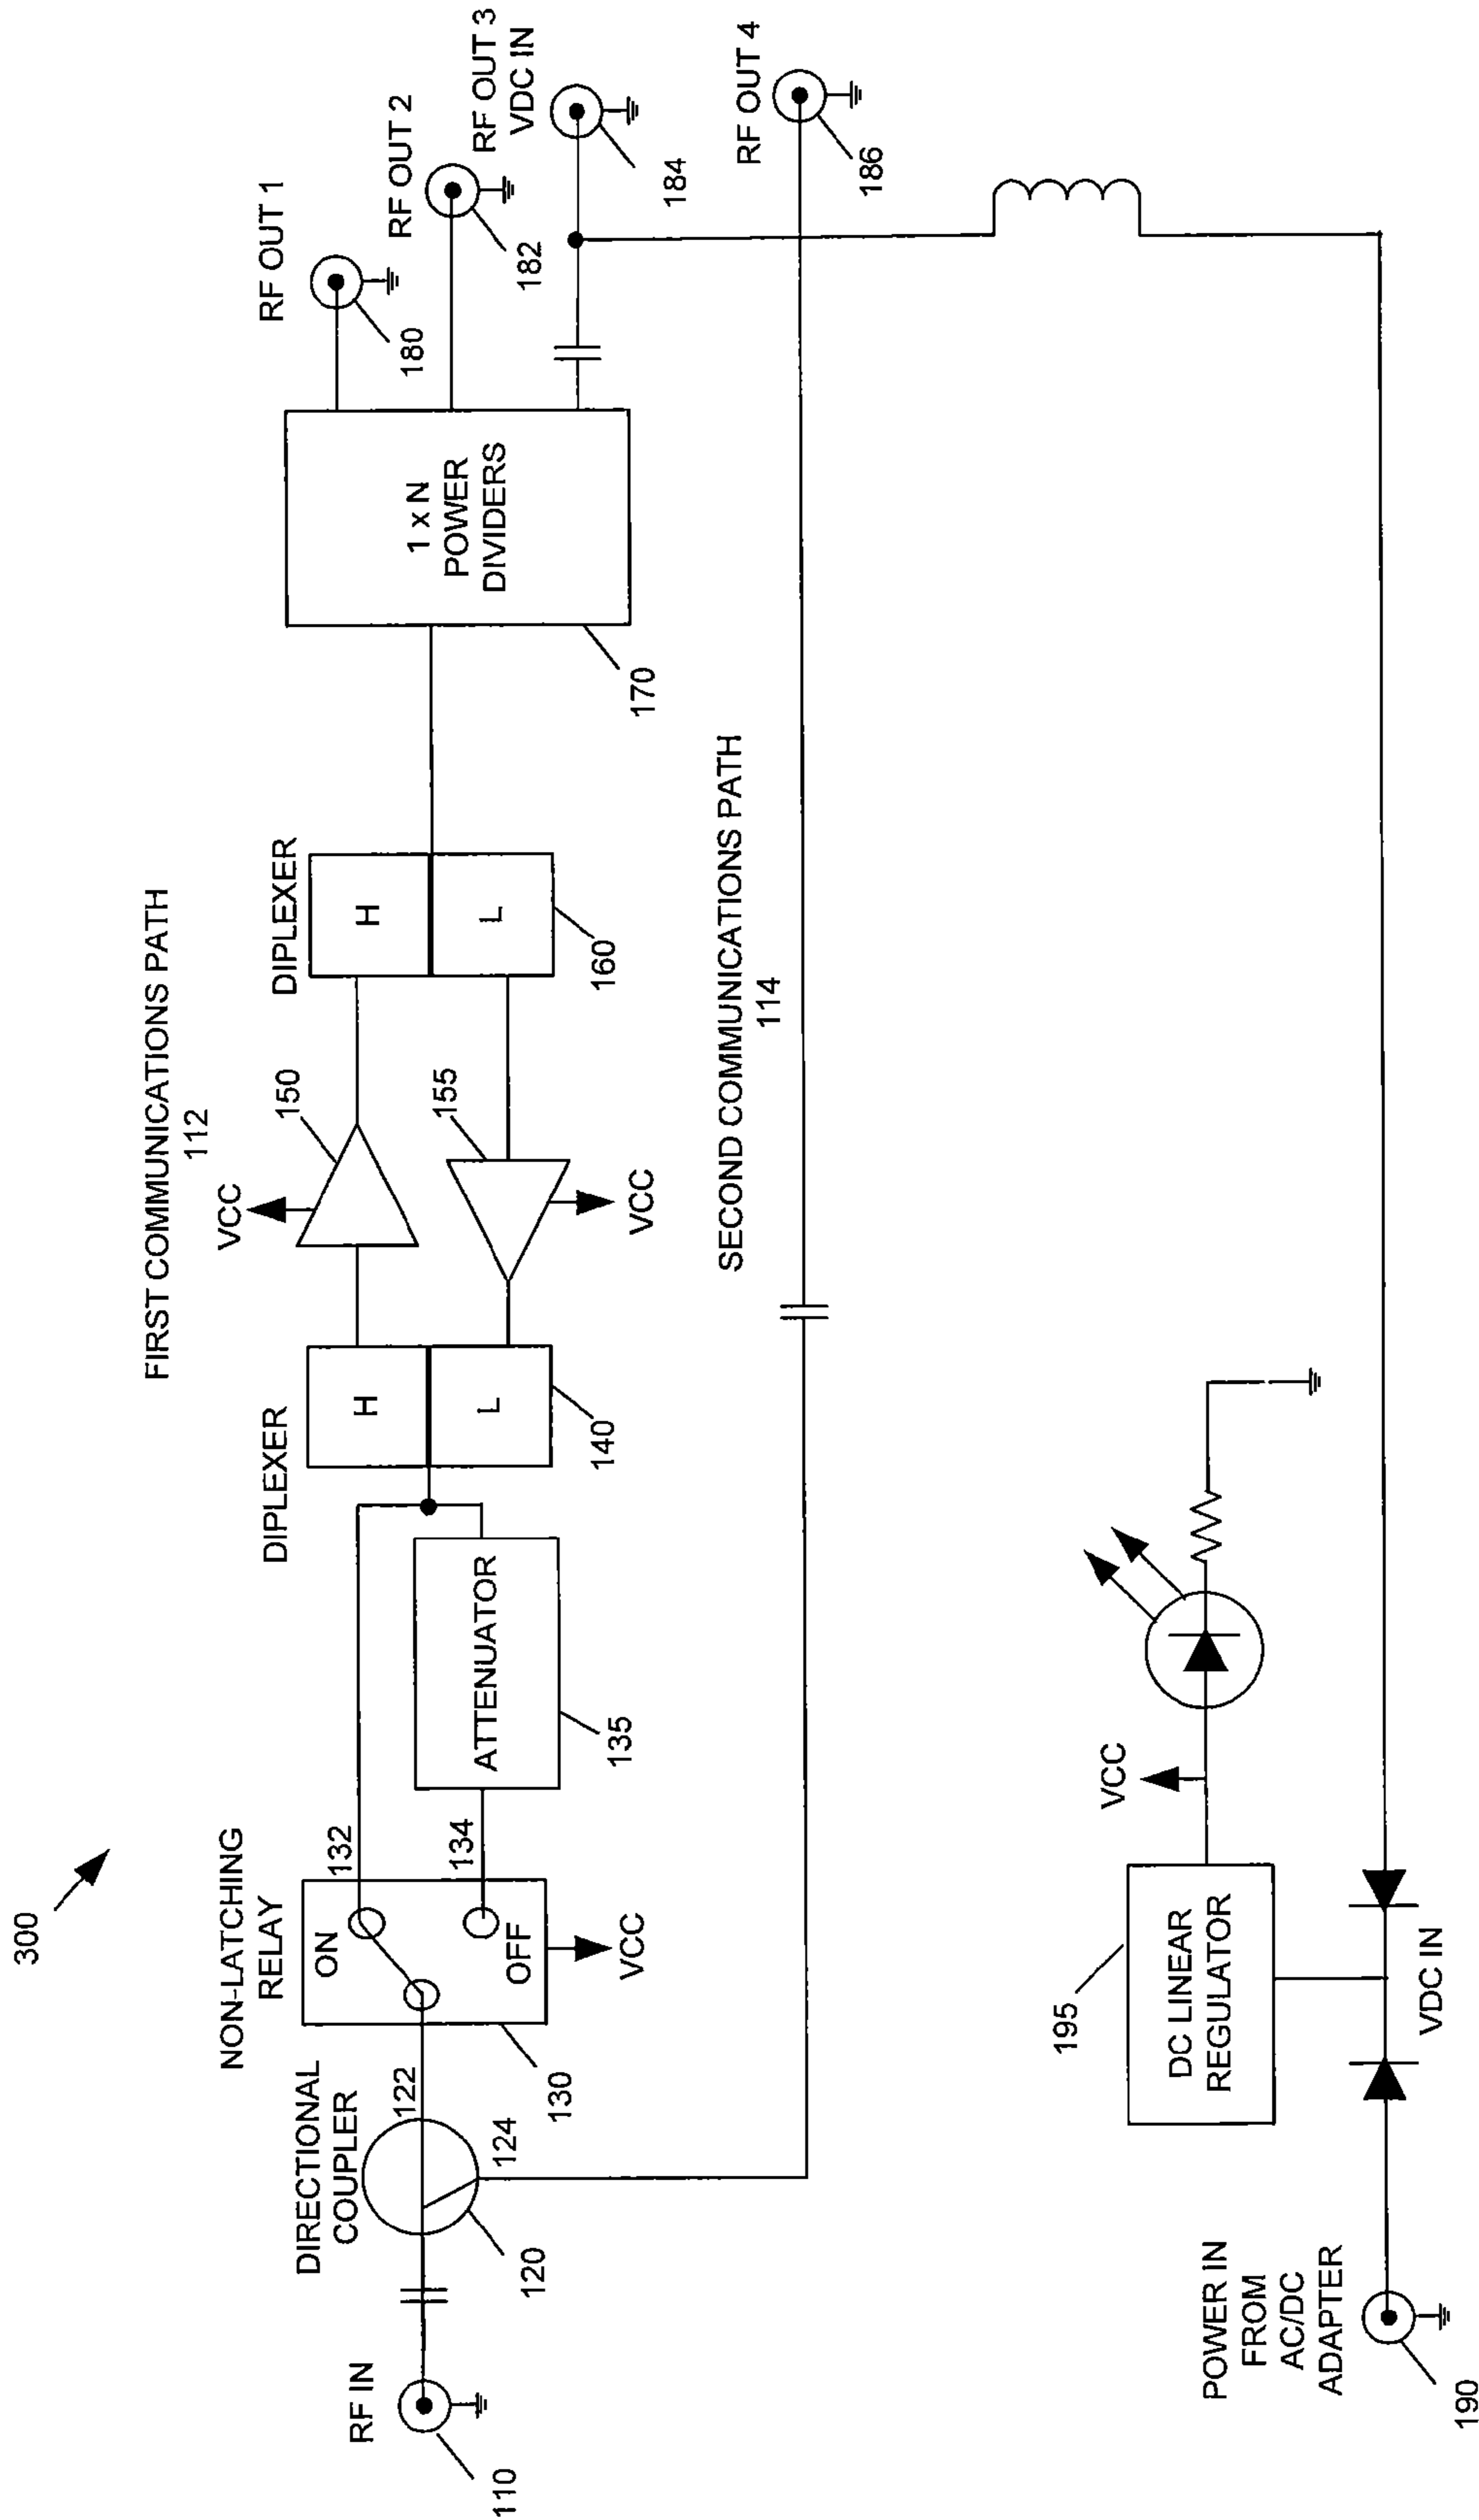 300
FIRST COMMUNICATIONS PATH
112
RF IN
110
DIRECTIONAL
COUPLER
120
122
124
NON-LATCHING
RELAY
ON
OFF
130
VCC
132
134
ATTENUATOR
135
DIPLEXER
H
L
140
VCC
150
155
VCC
DIPLEXER
H
L
160
1 x N
POWER
DIVIDERS
170
RF OUT 1
180
RF OUT 2
182
RF OUT 3
VDC IN
184
RF OUT 4
186
SECOND COMMUNICATIONS PATH
114
POWER IN
FROM
AC/DC
ADAPTER
190
195
DC LINEAR
REGULATOR
VDC IN
VCC